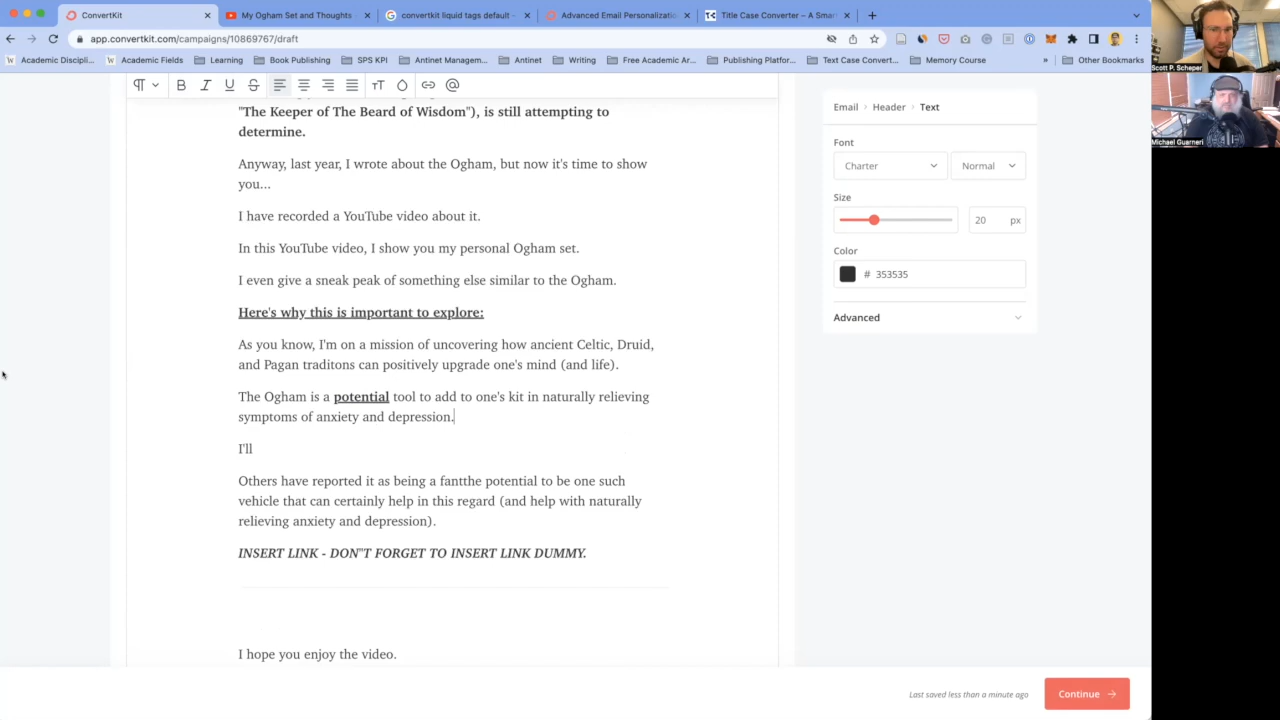 ConvertKit
My Ogham Set and Thoughts
convertkit liquid tags default -
Advanced Email Personalizatio
Title Case Converter – A Smar
app.convertkit.com/campaigns/10869767/draft
Academic Discipli...
Academic Fields
Learning
Book Publishing
SPS KPI
Antinet Marketing
Antinet
Writing
Free Academic Ar...
Publishing Platfor...
Text Case Convert...
Memory Course
»
Other Bookmarks
Scott P. Scheper
Michael Guarneri
"The Keeper of The Beard of Wisdom"), is still attempting to
determine.
Anyway, last year, I wrote about the Ogham, but now it's time to show
you...
I have recorded a YouTube video about it.
In this YouTube video, I show you my personal Ogham set.
I even give a sneak peak of something else similar to the Ogham.
Here's why this is important to explore:
As you know, I'm on a mission of uncovering how ancient Celtic, Druid,
and Pagan traditons can positively upgrade one's mind (and life).
The Ogham is a potential tool to add to one's kit in naturally relieving
symptoms of anxiety and depression.
I'll
Others have reported it as being a fantthe potential to be one such
vehicle that can certainly help in this regard (and help with naturally
relieving anxiety and depression).
INSERT LINK - DON"T FORGET TO INSERT LINK DUMMY.
I hope you enjoy the video.
Email > Header > Text
Font
Charter
Normal
Size
20 px
Color
# 353535
Advanced
Last saved less than a minute ago
Continue →